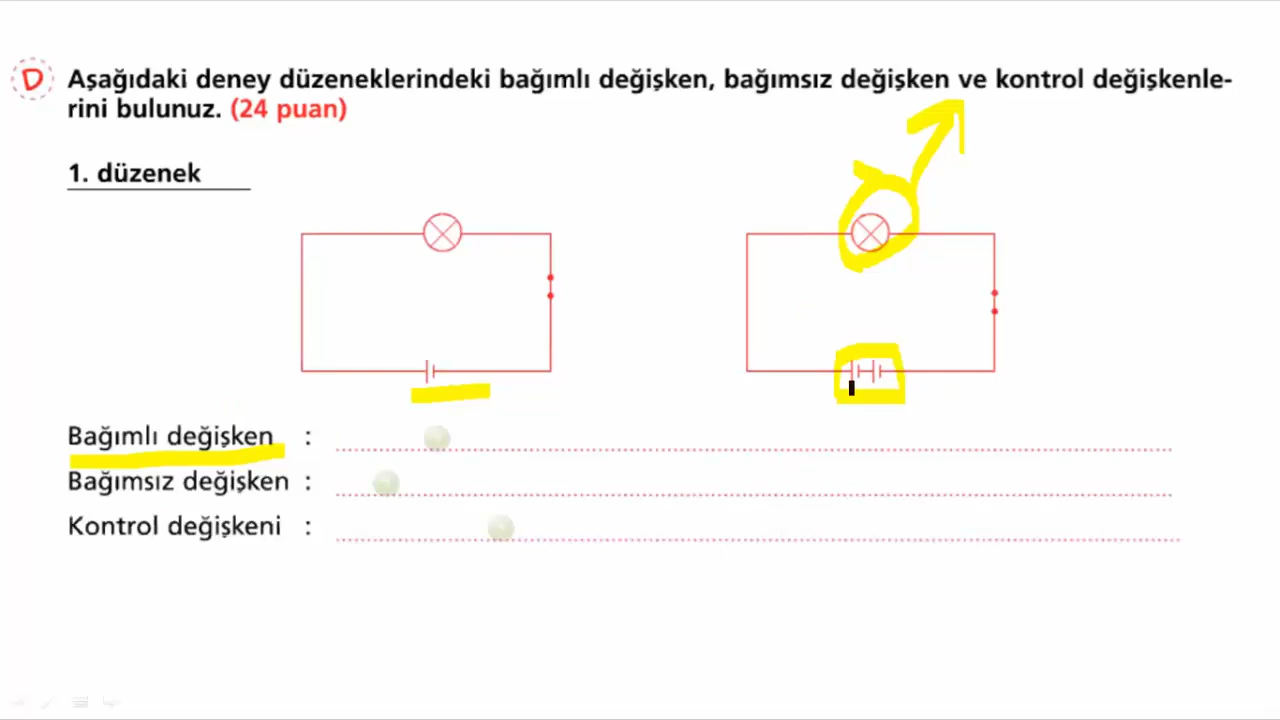 D
Aşağıdaki deney düzeneklerindeki bağımlı değişken, bağımsız değişken ve kontrol değişkenle-
rini bulunuz. (24 puan)
1. düzenek
Bağımlı değişken :
Bağımsız değişken :
Kontrol değişkeni :